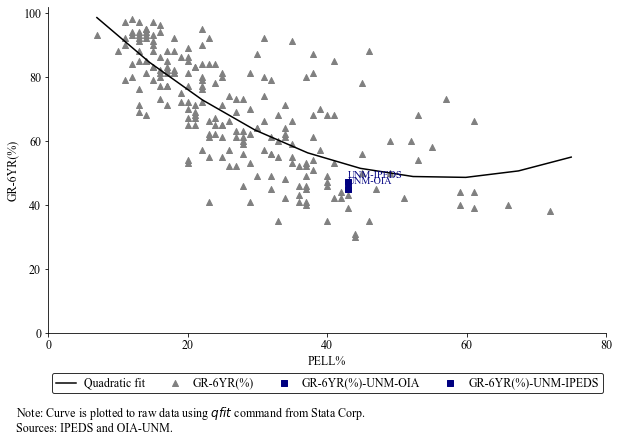 100
80
60
40
20
0
GR-6YR(%)
UNM-IPEDS
UNM-OIA
0 20 40 60 80
PELL%
Quadratic fit GR-6YR(%) GR-6YR(%)-UNM-OIA GR-6YR(%)-UNM-IPEDS
Note: Curve is plotted to raw data using qfit command from Stata Corp.
Sources: IPEDS and OIA-UNM.